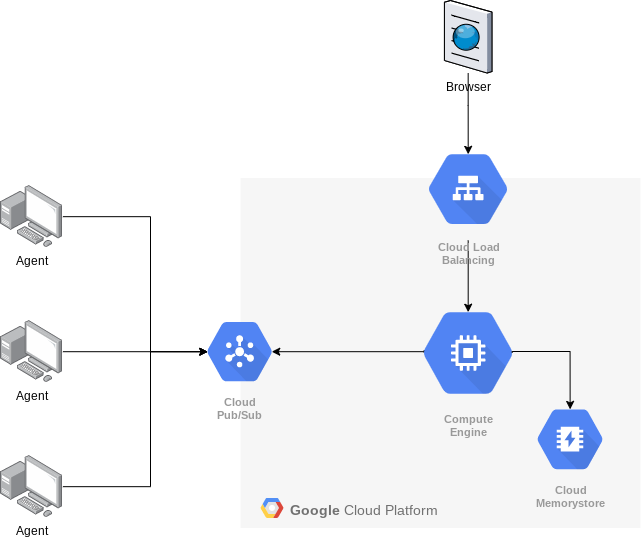 Browser
Cloud Load
Balancing
Agent
Agent
Cloud
Pub/Sub
Compute
Engine
Cloud
Memorystore
Google Cloud Platform
Agent